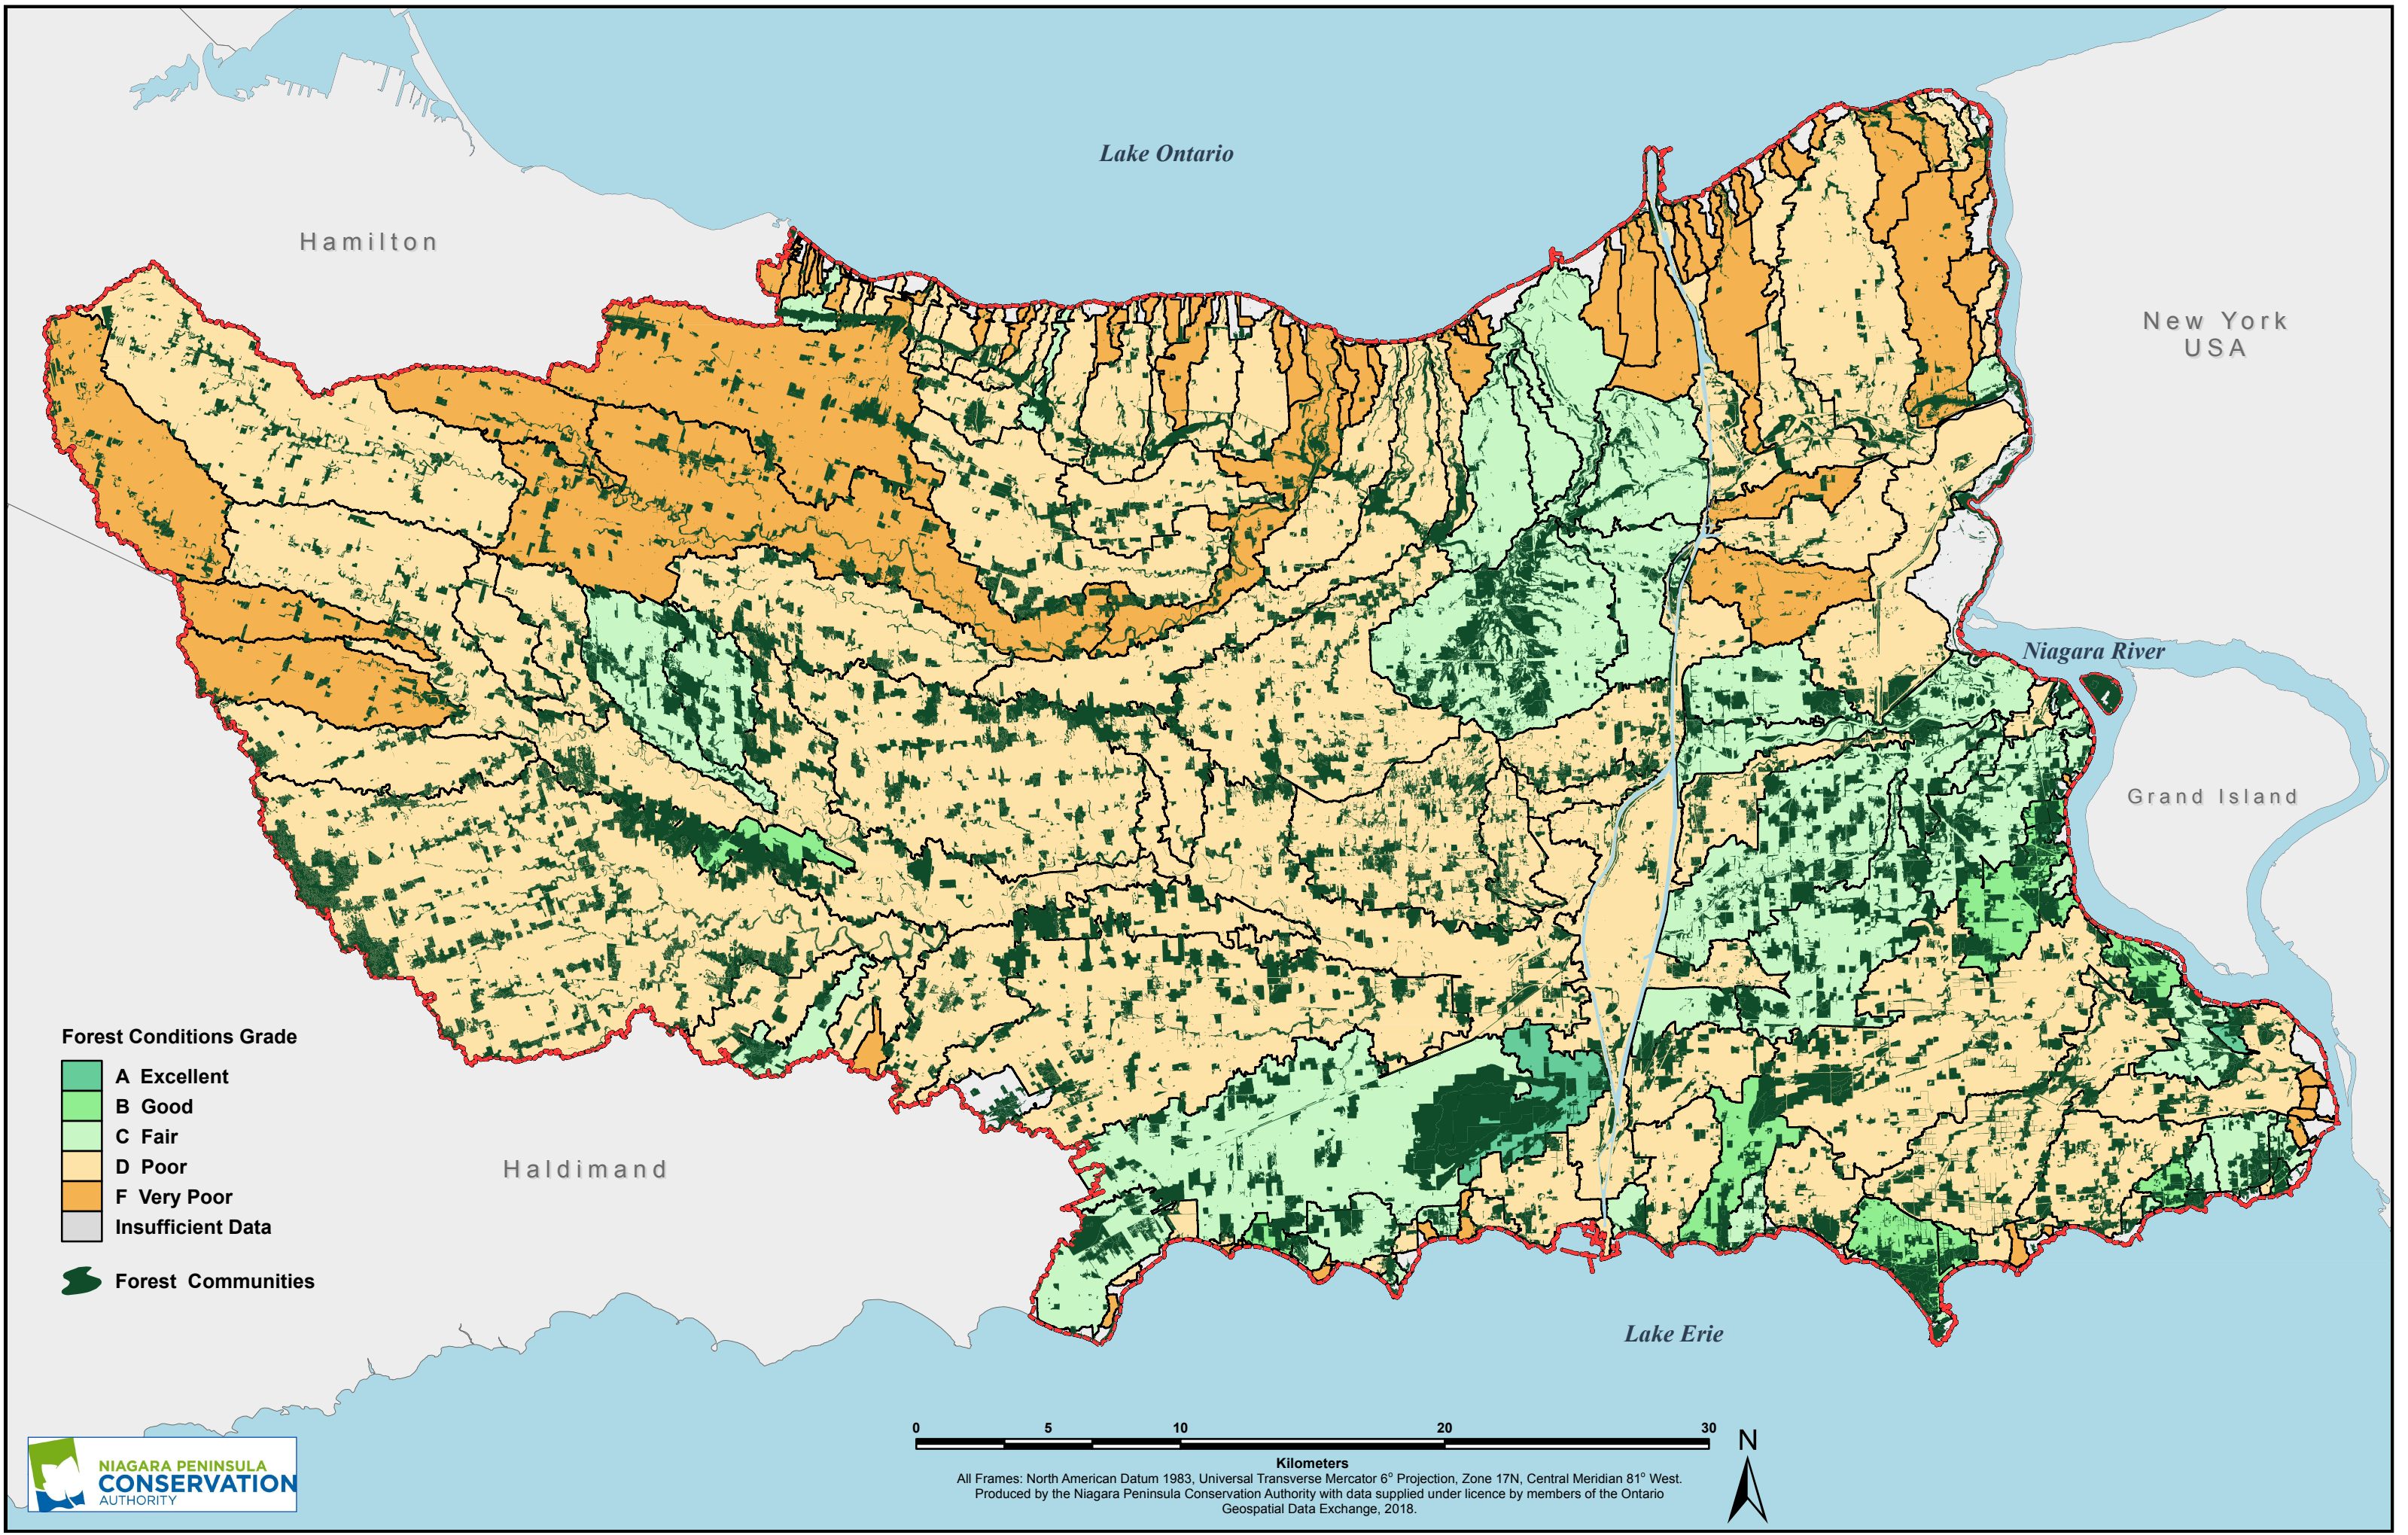 Lake Ontario
Hamilton
New York
USA
Niagara River
Grand Island
Forest Conditions Grade
A Excellent
B Good
C Fair
D Poor
F Very Poor
Insufficient Data
Forest Communities
Haldimand
Lake Erie
0 5 10 20 30
Kilometers
N
All Frames: North American Datum 1983, Universal Transverse Mercator 6° Projection, Zone 17N, Central Meridian 81° West.
Produced by the Niagara Peninsula Conservation Authority with data supplied under licence by members of the Ontario
Geospatial Data Exchange, 2018.
NIAGARA PENINSULA
CONSERVATION
AUTHORITY